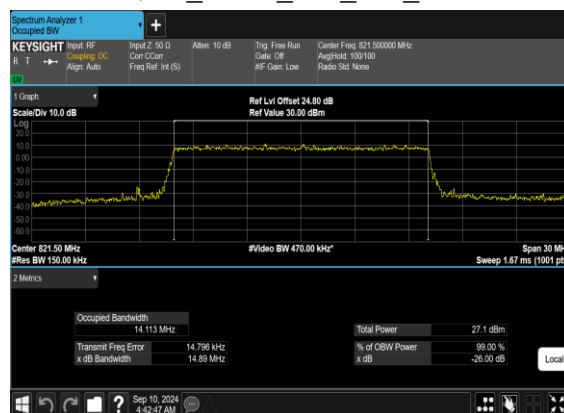 Spectrum Analyzer 1
Occupied BW
+
KEYSIGHT
R T
Input: RF
Coupling: DC
Align: Auto
Input Z: 50 Ω
Corr CCorr
Freq Ref: Int (S)
Atten: 10 dB
Trig: Free Run
Gate: Off
#IF Gain: Low
Center Freq: 821.500000 MHz
Avg|Hold: 100/100
Radio Std: None
1 Graph
Scale/Div 10.0 dB
Ref Lvl Offset 24.80 dB
Ref Value 30.00 dBm
Log
20.0
10.0
0.00
-10.0
-20.0
-30.0
-40.0
-50.0
-60.0
Center 821.50 MHz
#Res BW 150.00 kHz
#Video BW 470.00 kHz*
Span 30 MH
Sweep 1.67 ms (1001 pt
2 Metrics
Occupied Bandwidth
14.113 MHz
Transmit Freq Error 14.796 kHz
x dB Bandwidth 14.89 MHz
Total Power 27.1 dBm
% of OBW Power 99.00 %
x dB -26.00 dB
Local
?
Sep 10, 2024
4:42:47 AM